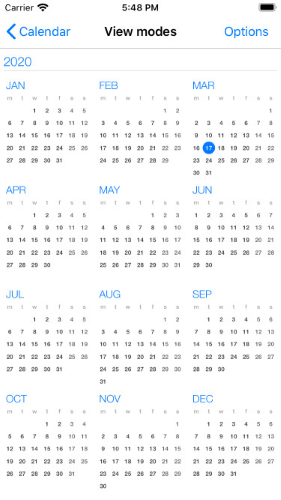 Carrier 5:48 PM
Calendar View modes Options
2020
JAN FEB MAR
m t w t f s s m t w t f s s m t w t f s s
1 2 3 4 5 1 2 1
6 7 8 9 10 11 12 3 4 5 6 7 8 9 2 3 4 5 6 7 8
13 14 15 16 17 18 19 10 11 12 13 14 15 16 9 10 11 12 13 14 15
20 21 22 23 24 25 26 17 18 19 20 21 22 23 16 17 18 19 20 21 22
27 28 29 30 31 24 25 26 27 28 29 23 24 25 26 27 28 29
30 31
APR MAY JUN
m t w t f s s m t w t f s s m t w t f s s
1 2 3 4 5 1 2 3 1 2 3 4 5 6 7
6 7 8 9 10 11 12 4 5 6 7 8 9 10 8 9 10 11 12 13 14
13 14 15 16 17 18 19 11 12 13 14 15 16 17 15 16 17 18 19 20 21
20 21 22 23 24 25 26 18 19 20 21 22 23 24 22 23 24 25 26 27 28
27 28 29 30 25 26 27 28 29 30 31 29 30
JUL AUG SEP
m t w t f s s m t w t f s s m t w t f s s
1 2 3 4 5 1 2 1 2 3 4 5 6
6 7 8 9 10 11 12 3 4 5 6 7 8 9 7 8 9 10 11 12 13
13 14 15 16 17 18 19 10 11 12 13 14 15 16 14 15 16 17 18 19 20
20 21 22 23 24 25 26 17 18 19 20 21 22 23 21 22 23 24 25 26 27
27 28 29 30 31 24 25 26 27 28 29 30 28 29 30
31
OCT NOV DEC
m t w t f s s m t w t f s s m t w t f s s
1 2 3 4 1 1 2 3 4 5 6
5 6 7 8 9 10 11 2 3 4 5 6 7 8 7 8 9 10 11 12 13
12 13 14 15 16 17 18 9 10 11 12 13 14 15 14 15 16 17 18 19 20
19 20 21 22 23 24 25 16 17 18 19 20 21 22 21 22 23 24 25 26 27
26 27 28 29 30 31 23 24 25 26 27 28 29 28 29 30 31
30